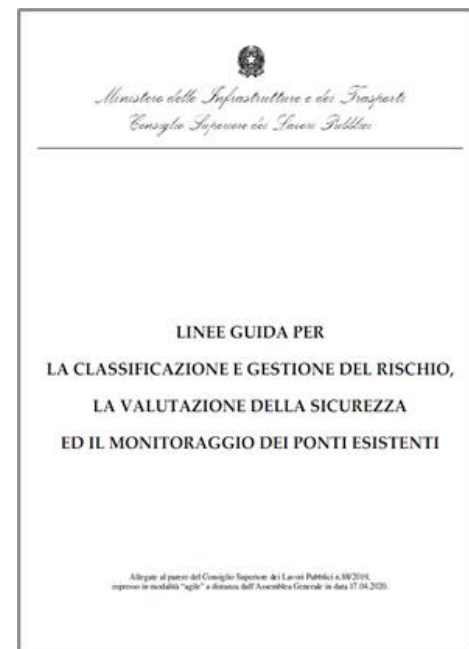 Ministero delle Infrastrutture e dei Trasporti
Consiglio Superiore dei Lavori Pubblici
LINEE GUIDA PER
LA CLASSIFICAZIONE E GESTIONE DEL RISCHIO,
LA VALUTAZIONE DELLA SICUREZZA
ED IL MONITORAGGIO DEI PONTI ESISTENTI
Allegate al parere del Consiglio Superiore dei Lavori Pubblici n.88/2019,
espresso in modalità "agile" a distanza dall'Assemblea Generale in data 17.04.2020.